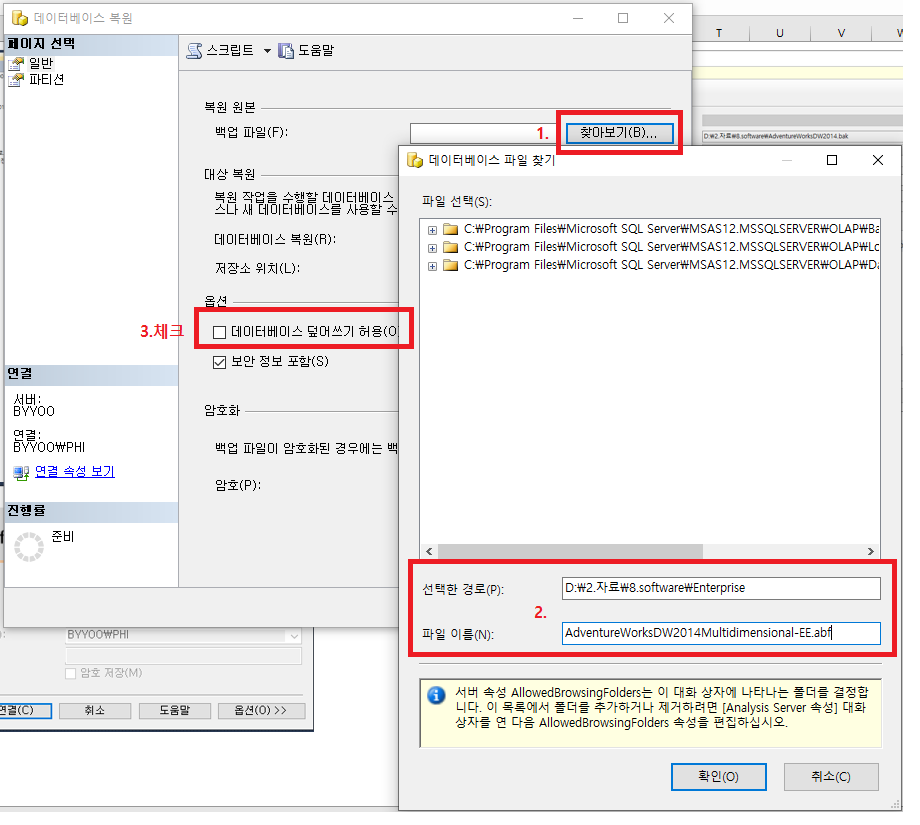 데이터베이스 복원
T U V
페이지 선택
일반
파티션
스크립트 도움말
복원 원본
백업 파일(F):
1.
찾아보기(B)...
D:₩2.자료₩8.software₩AdventureWorksDW2014.bak
대상 복원
복원 작업을 수행할 데이터베이스
스나 새 데이터베이스를 사용할 수
데이터베이스 복원(R):
저장소 위치(L):
옵션
3.체크
데이터베이스 덮어쓰기 허용(O
보안 정보 포함(S)
암호화
백업 파일이 암호화된 경우에는 백
암호(P):
연결
서버:
BYYOO
연결:
BYYOO₩PHI
연결 속성 보기
진행률
준비
데이터베이스 파일 찾기
파일 선택(S):
C:₩Program Files₩Microsoft SQL Server₩MSAS12.MSSQLSERVER₩OLAP₩Ba
C:₩Program Files₩Microsoft SQL Server₩MSAS12.MSSQLSERVER₩OLAP₩Lo
C:₩Program Files₩Microsoft SQL Server₩MSAS12.MSSQLSERVER₩OLAP₩Da
선택한 경로(P):
D:₩2.자료₩8.software₩Enterprise
2.
파일 이름(N):
AdventureWorksDW2014Multidimensional-EE.abf
서버 속성 AllowedBrowsingFolders는 이 대화 상자에 나타나는 폴더를 결정합
니다. 이 목록에서 폴더를 추가하거나 제거하려면 [Analysis Server 속성] 대화
상자를 연 다음 AllowedBrowsingFolders 속성을 편집하십시오.
확인(O)
취소(C)
BYYOO₩PHI
암호 저장(M)
연결(C)
취소
도움말
옵션(O) >>